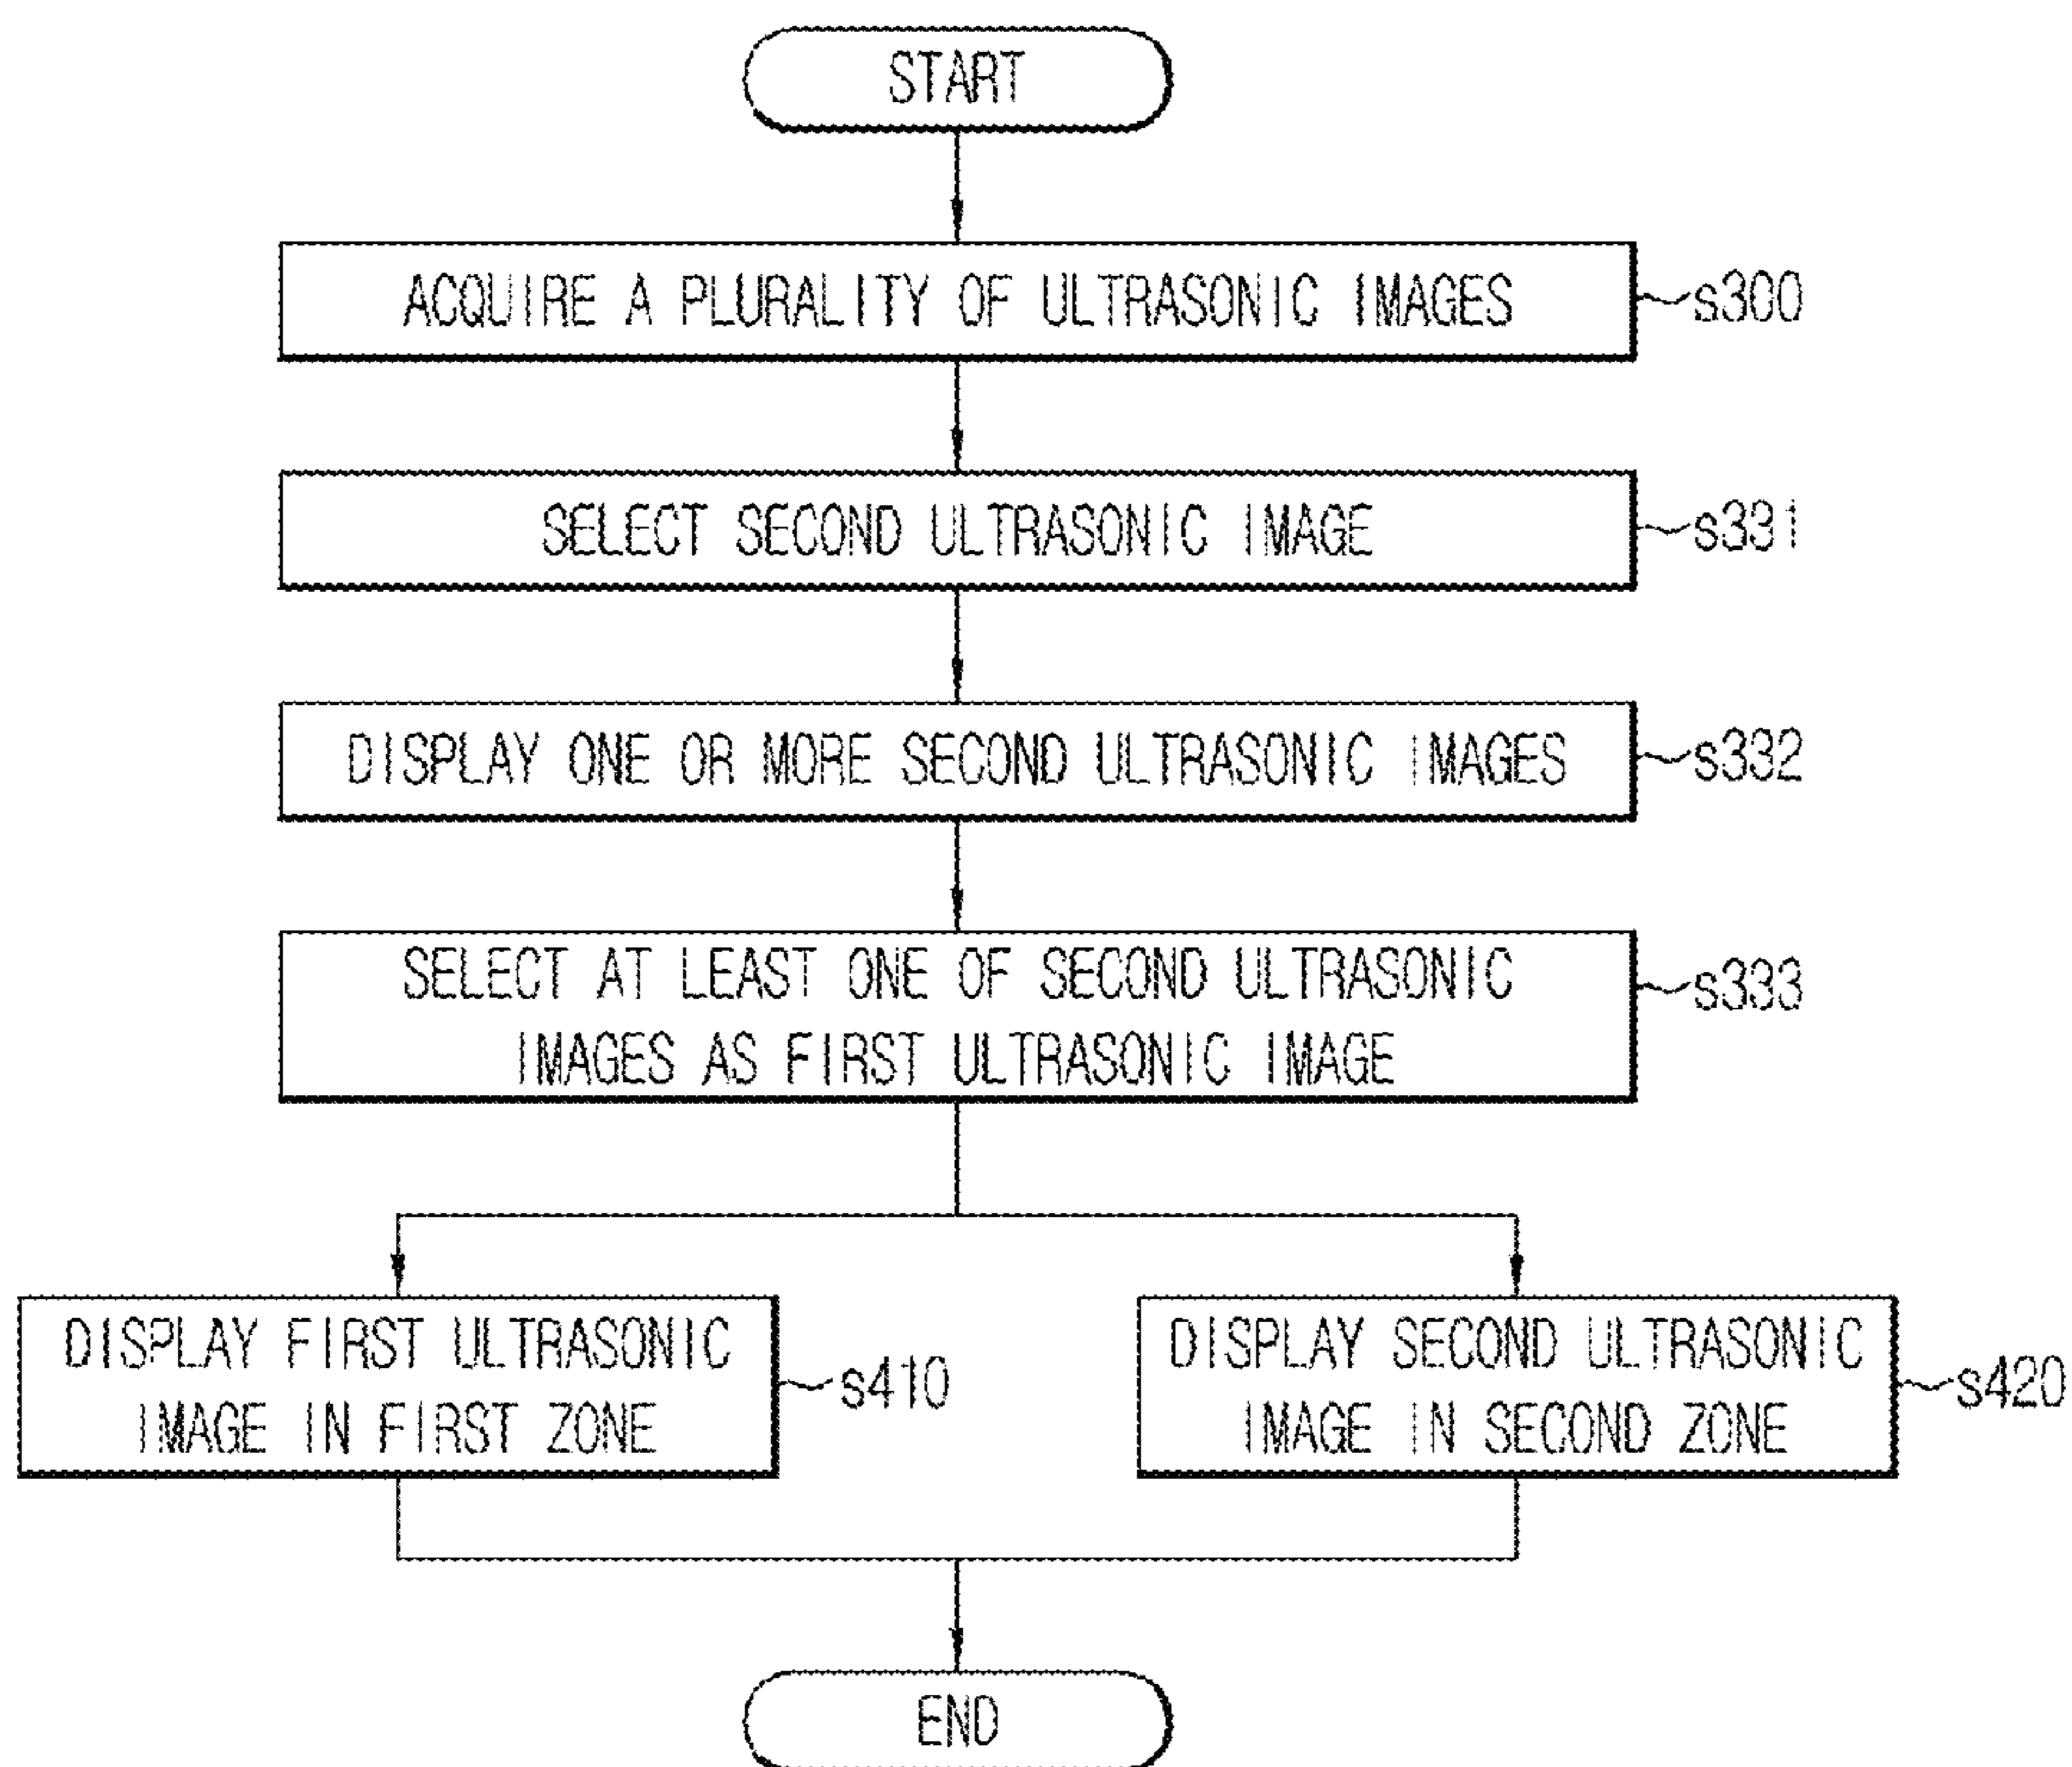 START
ACQUIRE A PLURALITY OF ULTRASONIC IMAGES
s300
SELECT SECOND ULTRASONIC IMAGE
s331
DISPLAY ONE OR MORE SECOND ULTRASONIC IMAGES
s332
SELECT AT LEAST ONE OF SECOND ULTRASONIC
IMAGES AS FIRST ULTRASONIC IMAGE
s333
DISPLAY FIRST ULTRASONIC
IMAGE IN FIRST ZONE
s410
DISPLAY SECOND ULTRASONIC
IMAGE IN SECOND ZONE
s420
END